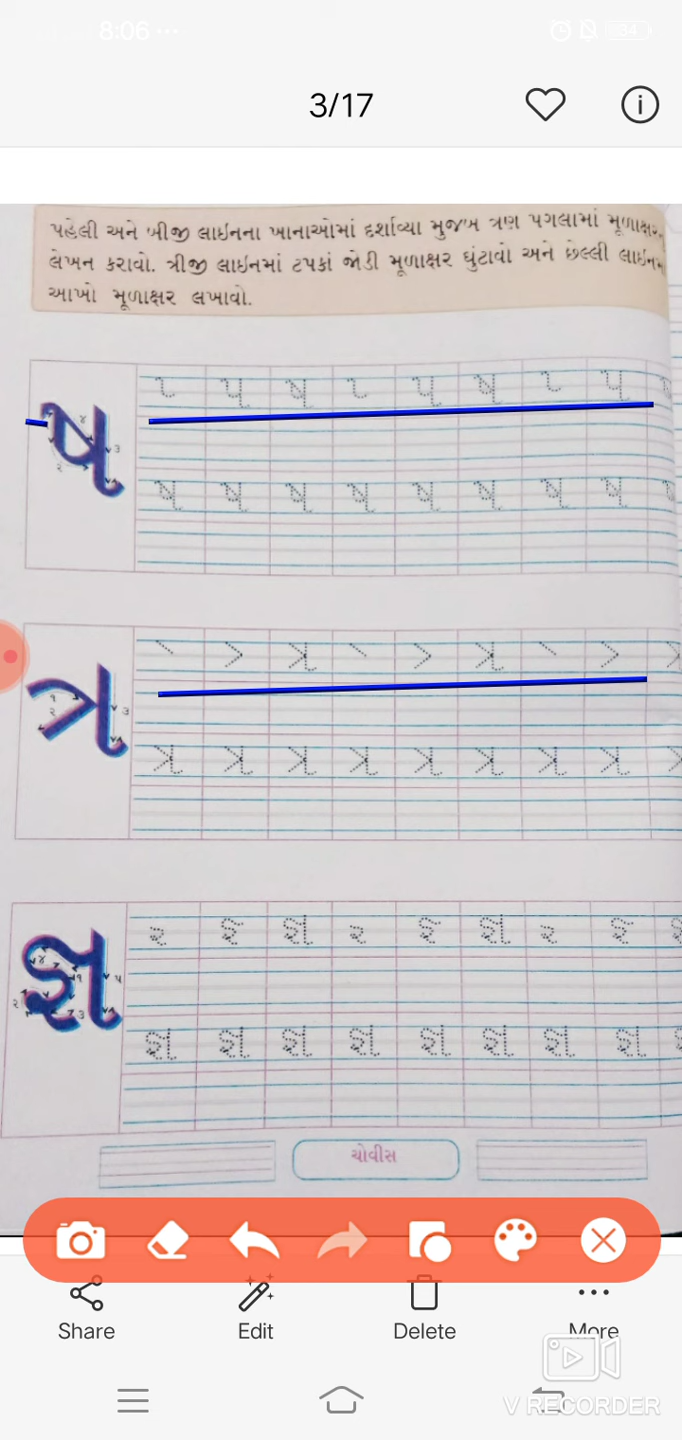 8:06 ...
3/17
પહેલી અને બીજી લાઇનના ખાનાઓમાં દર્શાવ્યા મુજબ ત્રણ પગલામાં મૂળાક્ષર
લેખન કરાવો. ત્રીજી લાઇનમાં ટપકાં જોડી મૂળાક્ષર ઘુંટાવો અને છેલ્લી લાઇનમાં
આખો મૂળાક્ષર લખાવો.
ષ
ષ ષ ષ ષ ષ ષ ષ ષ
ત્ર
ત્ર ત્ર ત્ર ત્ર ત્ર ત્ર ત્ર ત્ર
જ્ઞ
જ્ઞ જ્ઞ જ્ઞ જ્ઞ જ્ઞ જ્ઞ જ્ઞ જ્ઞ
ચોવીસ
Share Edit Delete More
V RECORDER